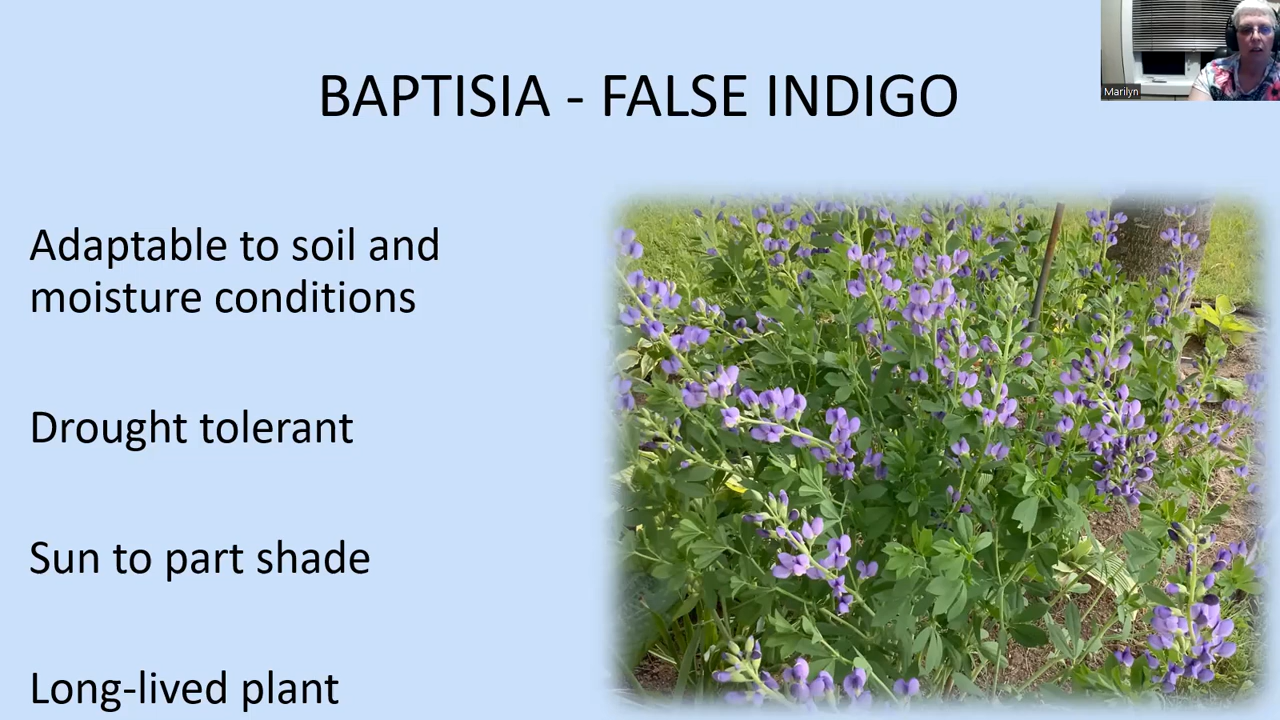 BAPTISIA - FALSE INDIGO
Marilyn
Adaptable to soil and
moisture conditions
Drought tolerant
Sun to part shade
Long-lived plant